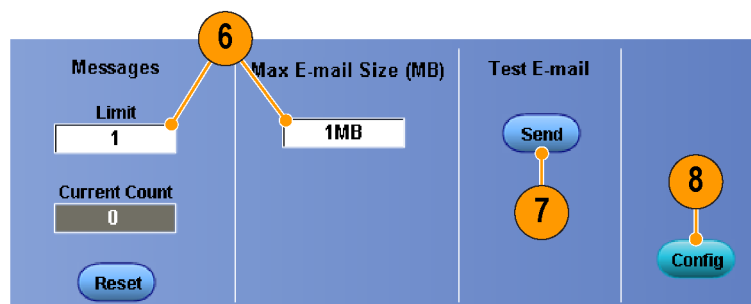 6
Messages
Max E-mail Size (MB)
Test E-mail
Limit
1
1MB
Send
Current Count
0
7
8
Reset
Config